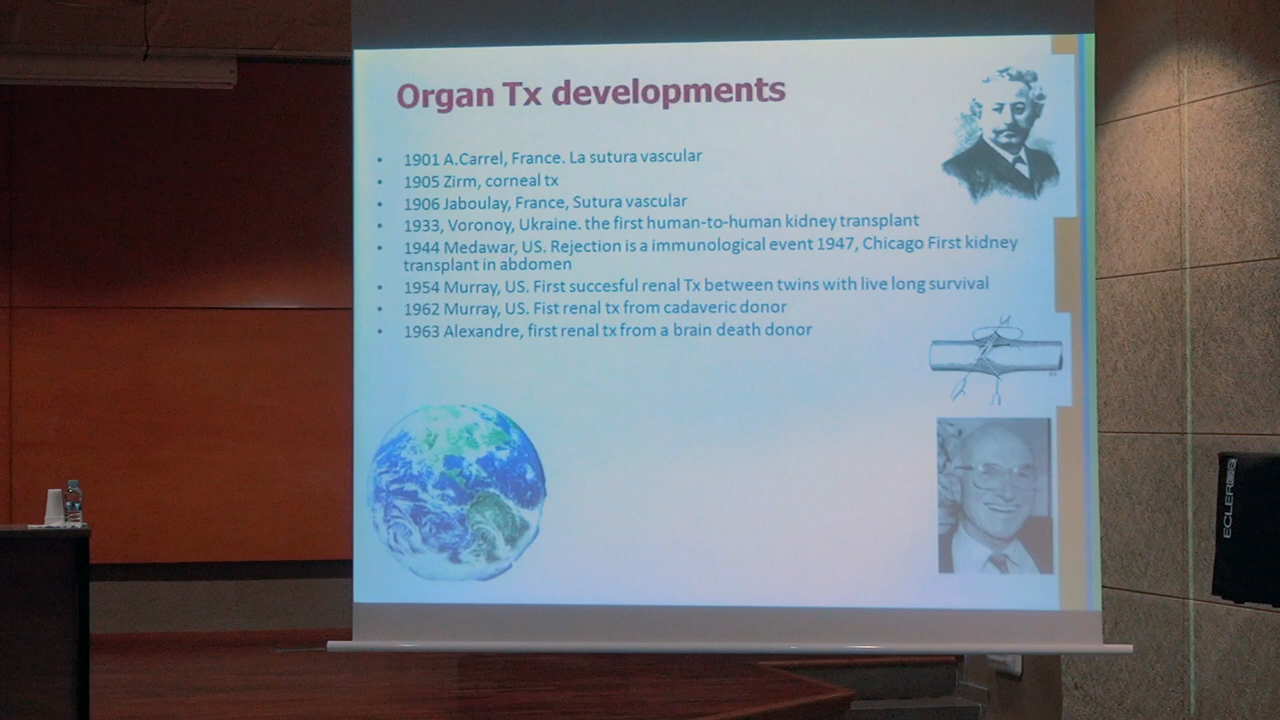 Organ Tx developments
• 1901 A.Carrel, France. La sutura vascular
• 1905 Zirm, corneal tx
• 1906 Jaboulay, France, Sutura vascular
• 1933, Voronoy, Ukraine. the first human-to-human kidney transplant
• 1944 Medawar, US. Rejection is a immunological event 1947, Chicago First kidney
transplant in abdomen
• 1954 Murray, US. First succesful renal Tx between twins with live long survival
• 1962 Murray, US. Fist renal tx from cadaveric donor
• 1963 Alexandre, first renal tx from a brain death donor
ECLER